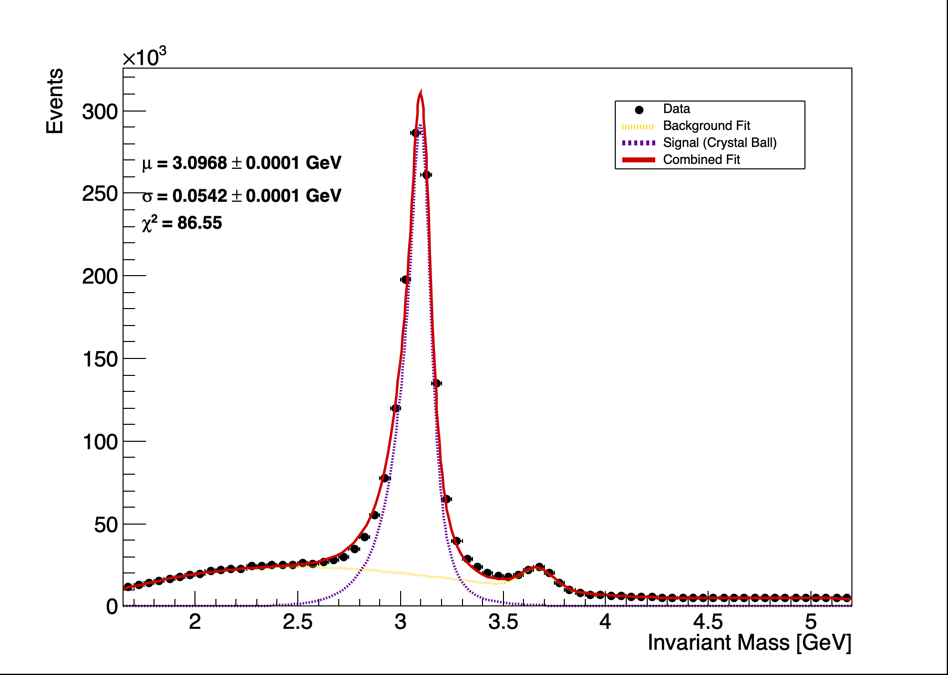 ×10³
Events
300
250
200
150
100
50
0
μ = 3.0968 ± 0.0001 GeV
σ = 0.0542 ± 0.0001 GeV
χ² = 86.55
Data
Background Fit
Signal (Crystal Ball)
Combined Fit
2 2.5 3 3.5 4 4.5 5
Invariant Mass [GeV]